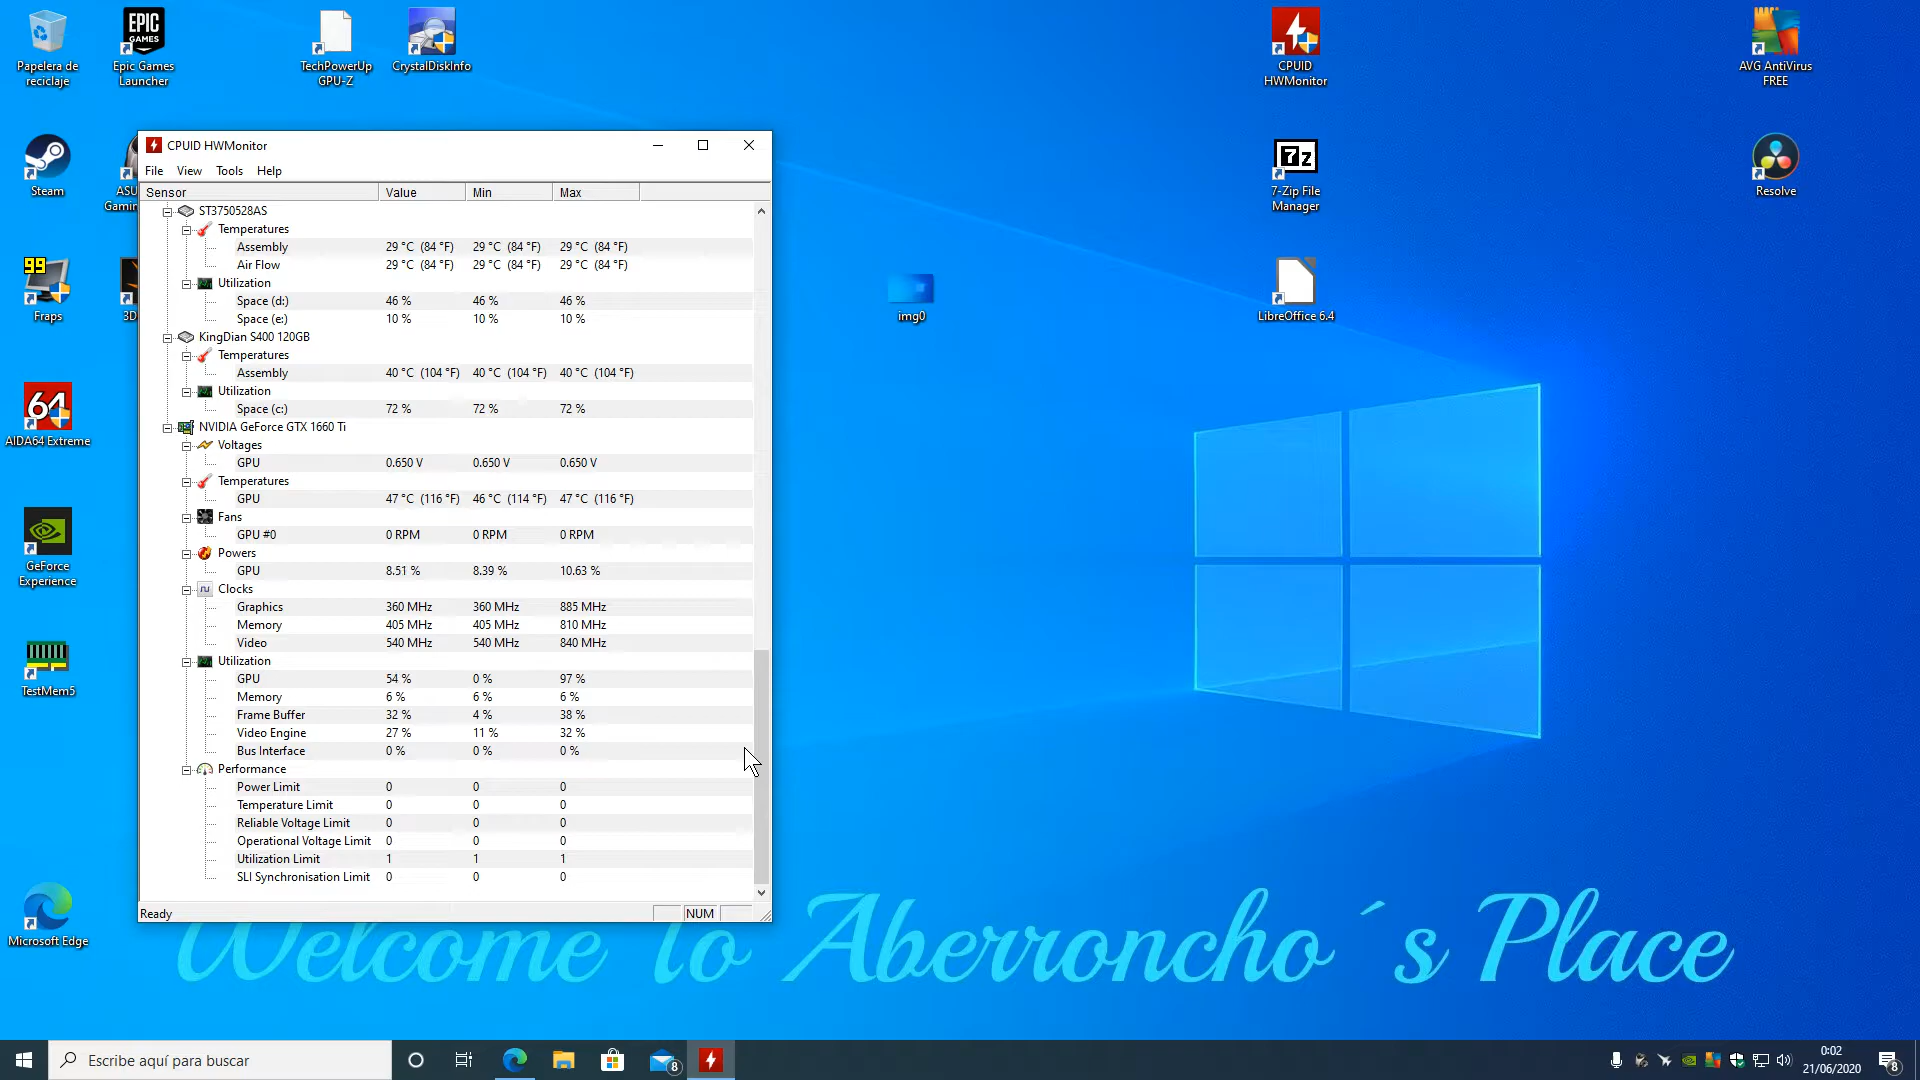 Papelera de
reciclaje
EPIC
GAMES
Epic Games
Launcher
TechPowerUp
GPU-Z
CrystalDiskInfo
CPUID
HWMonitor
AVG AntiVirus
FREE
Steam
ASU
Gamin
7z
7-Zip File
Manager
Resolve
99
Fraps
3D
img0
LibreOffice 6.4
64
AIDA64 Extreme
GeForce
Experience
TestMem5
Microsoft Edge
CPUID HWMonitor
File View Tools Help
Sensor Value Min Max
ST3750528AS
Temperatures
Assembly 29 °C (84 °F) 29 °C (84 °F) 29 °C (84 °F)
Air Flow 29 °C (84 °F) 29 °C (84 °F) 29 °C (84 °F)
Utilization
Space (d:) 46 % 46 % 46 %
Space (e:) 10 % 10 % 10 %
KingDian S400 120GB
Temperatures
Assembly 40 °C (104 °F) 40 °C (104 °F) 40 °C (104 °F)
Utilization
Space (c:) 72 % 72 % 72 %
NVIDIA GeForce GTX 1660 Ti
Voltages
GPU 0.650 V 0.650 V 0.650 V
Temperatures
GPU 47 °C (116 °F) 46 °C (114 °F) 47 °C (116 °F)
Fans
GPU #0 0 RPM 0 RPM 0 RPM
Powers
GPU 8.51 % 8.39 % 10.63 %
Clocks
Graphics 360 MHz 360 MHz 885 MHz
Memory 405 MHz 405 MHz 810 MHz
Video 540 MHz 540 MHz 840 MHz
Utilization
GPU 54 % 0 % 97 %
Memory 6 % 6 % 6 %
Frame Buffer 32 % 4 % 38 %
Video Engine 27 % 11 % 32 %
Bus Interface 0 % 0 % 0 %
Performance
Power Limit 0 0 0
Temperature Limit 0 0 0
Reliable Voltage Limit 0 0 0
Operational Voltage Limit 0 0 0
Utilization Limit 1 1 1
SLI Synchronisation Limit 0 0 0
Ready NUM
Welcome To Aberroncho´s Place
Escribe aquí para buscar
8
0:02
21/06/2020
8